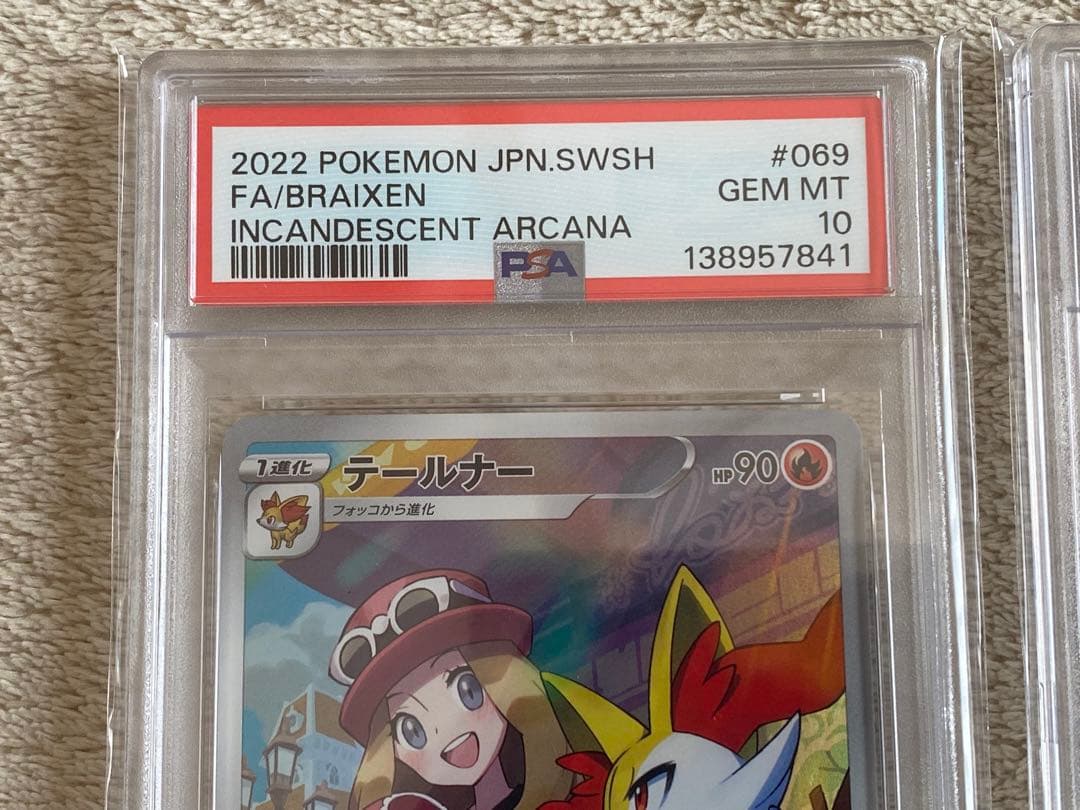 2022 POKEMON JPN.SWSH #069
FA/BRAIXEN GEM MT
INCANDESCENT ARCANA 10
PSA 138957841
1進化 テールナー HP90
フォッコから進化